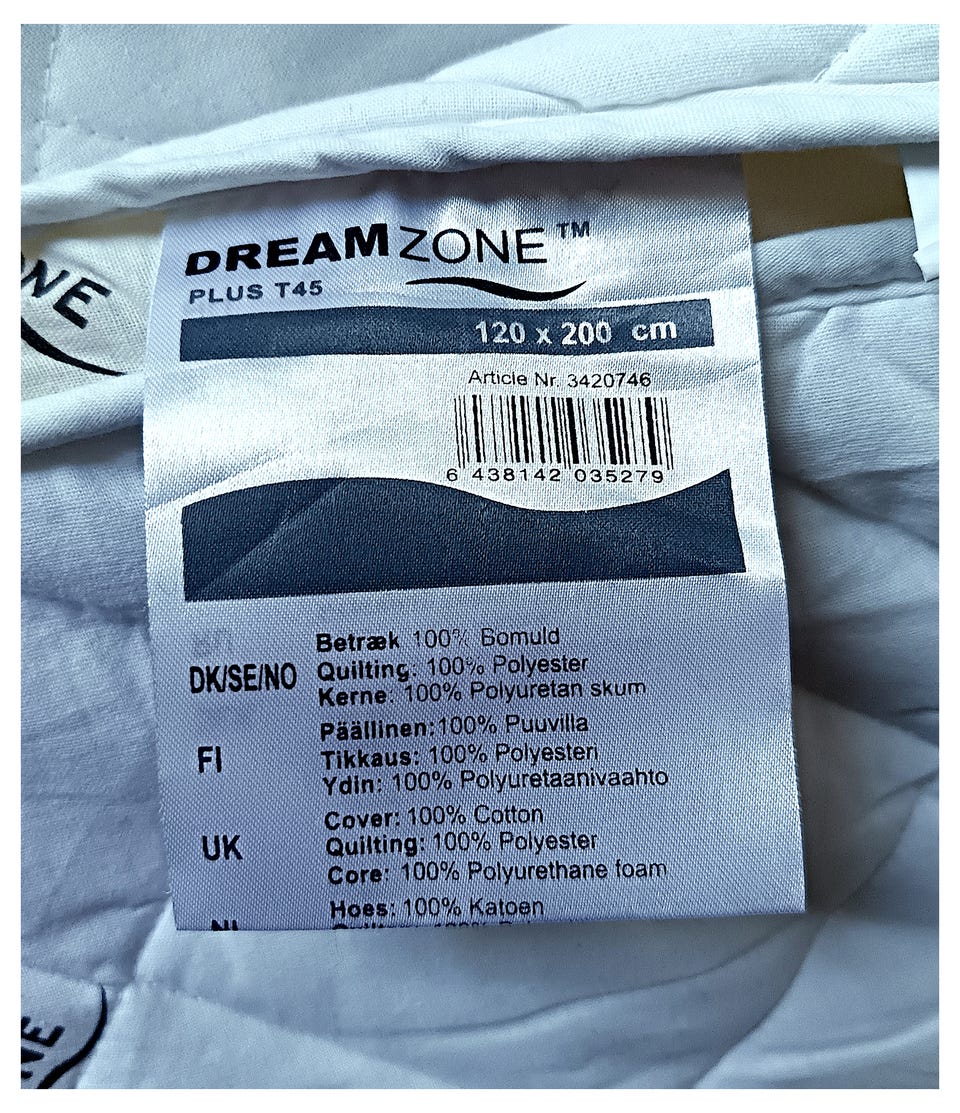 DREAMZONE™
PLUS T45
120 x 200 cm
Article Nr. 3420746
6 438142 035279
DK/SE/NO
Betræk 100% Bomuld
Quilting: 100% Polyester
Kerne: 100% Polyuretan skum
FI
Päällinen:100% Puuvilla
Tikkaus: 100% Polyesteri
Ydin: 100% Polyuretaanivaahto
UK
Cover: 100% Cotton
Quilting: 100% Polyester
Core: 100% Polyurethane foam
NL
Hoes: 100% Katoen